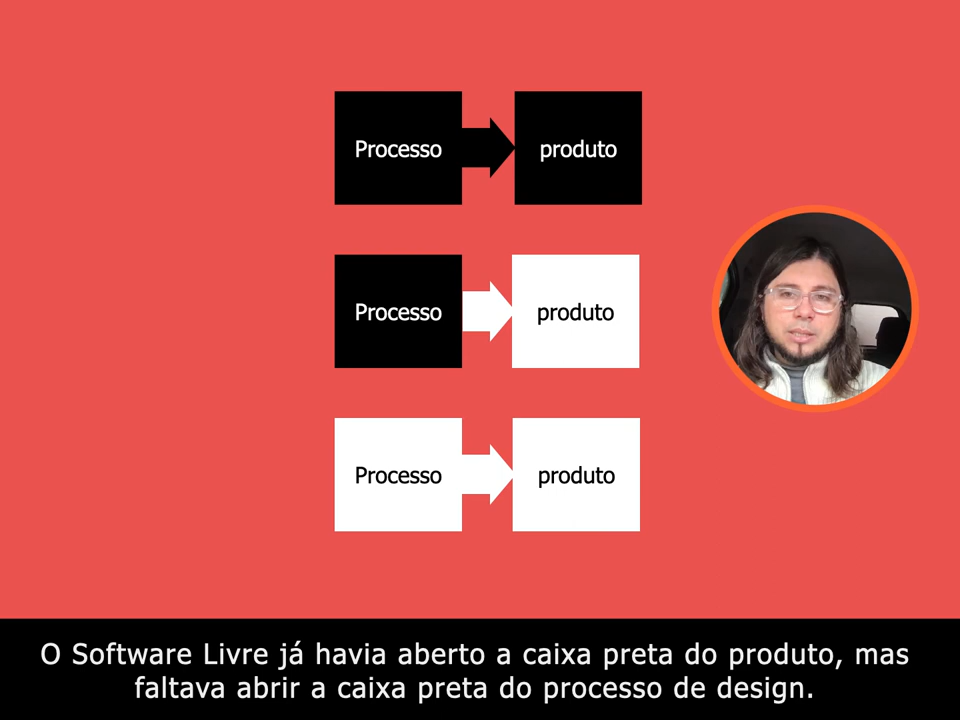 Processo produto
Processo produto
Processo produto
O Software Livre já havia aberto a caixa preta do produto, mas
faltava abrir a caixa preta do processo de design.